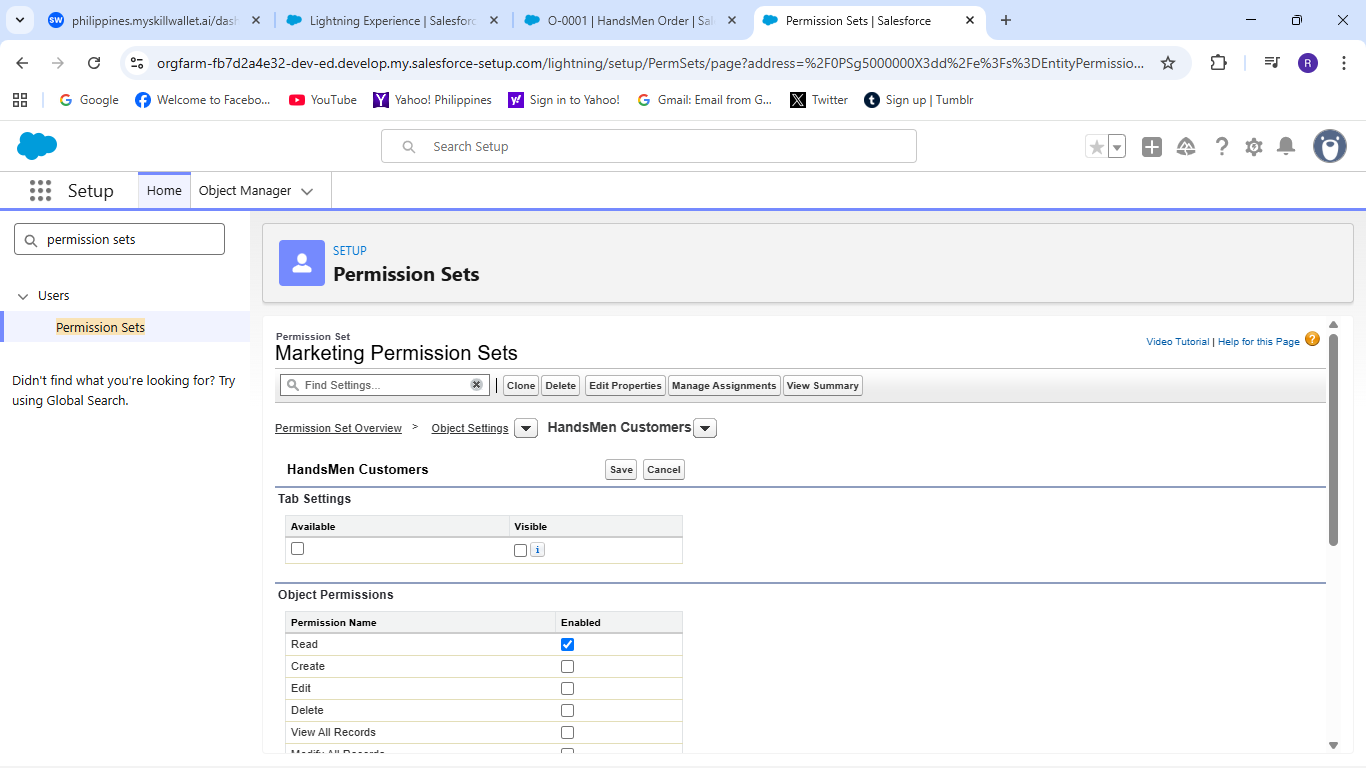 philippines.myskillwallet.ai/dash
Lightning Experience | Salesforc
O-0001 | HandsMen Order | Sal
Permission Sets | Salesforce
orgfarm-fb7d2a4e32-dev-ed.develop.my.salesforce-setup.com/lightning/setup/PermSets/page?address=%2F0PSg5000000X3dd%2Fe%3Fs%3DEntityPermissio...
R
Google
Welcome to Facebo...
YouTube
Yahoo! Philippines
Sign in to Yahoo!
Gmail: Email from G...
Twitter
Sign up | Tumblr
Search Setup
Setup
Home
Object Manager
permission sets
Users
Permission Sets
Didn't find what you're looking for? Try
using Global Search.
SETUP
Permission Sets
Permission Set
Marketing Permission Sets
Video Tutorial | Help for this Page
Find Settings...
Clone
Delete
Edit Properties
Manage Assignments
View Summary
Permission Set Overview > Object Settings HandsMen Customers
HandsMen Customers
Save
Cancel
Tab Settings
Available Visible
i
Object Permissions
Permission Name Enabled
Read
Create
Edit
Delete
View All Records
Modify All Records